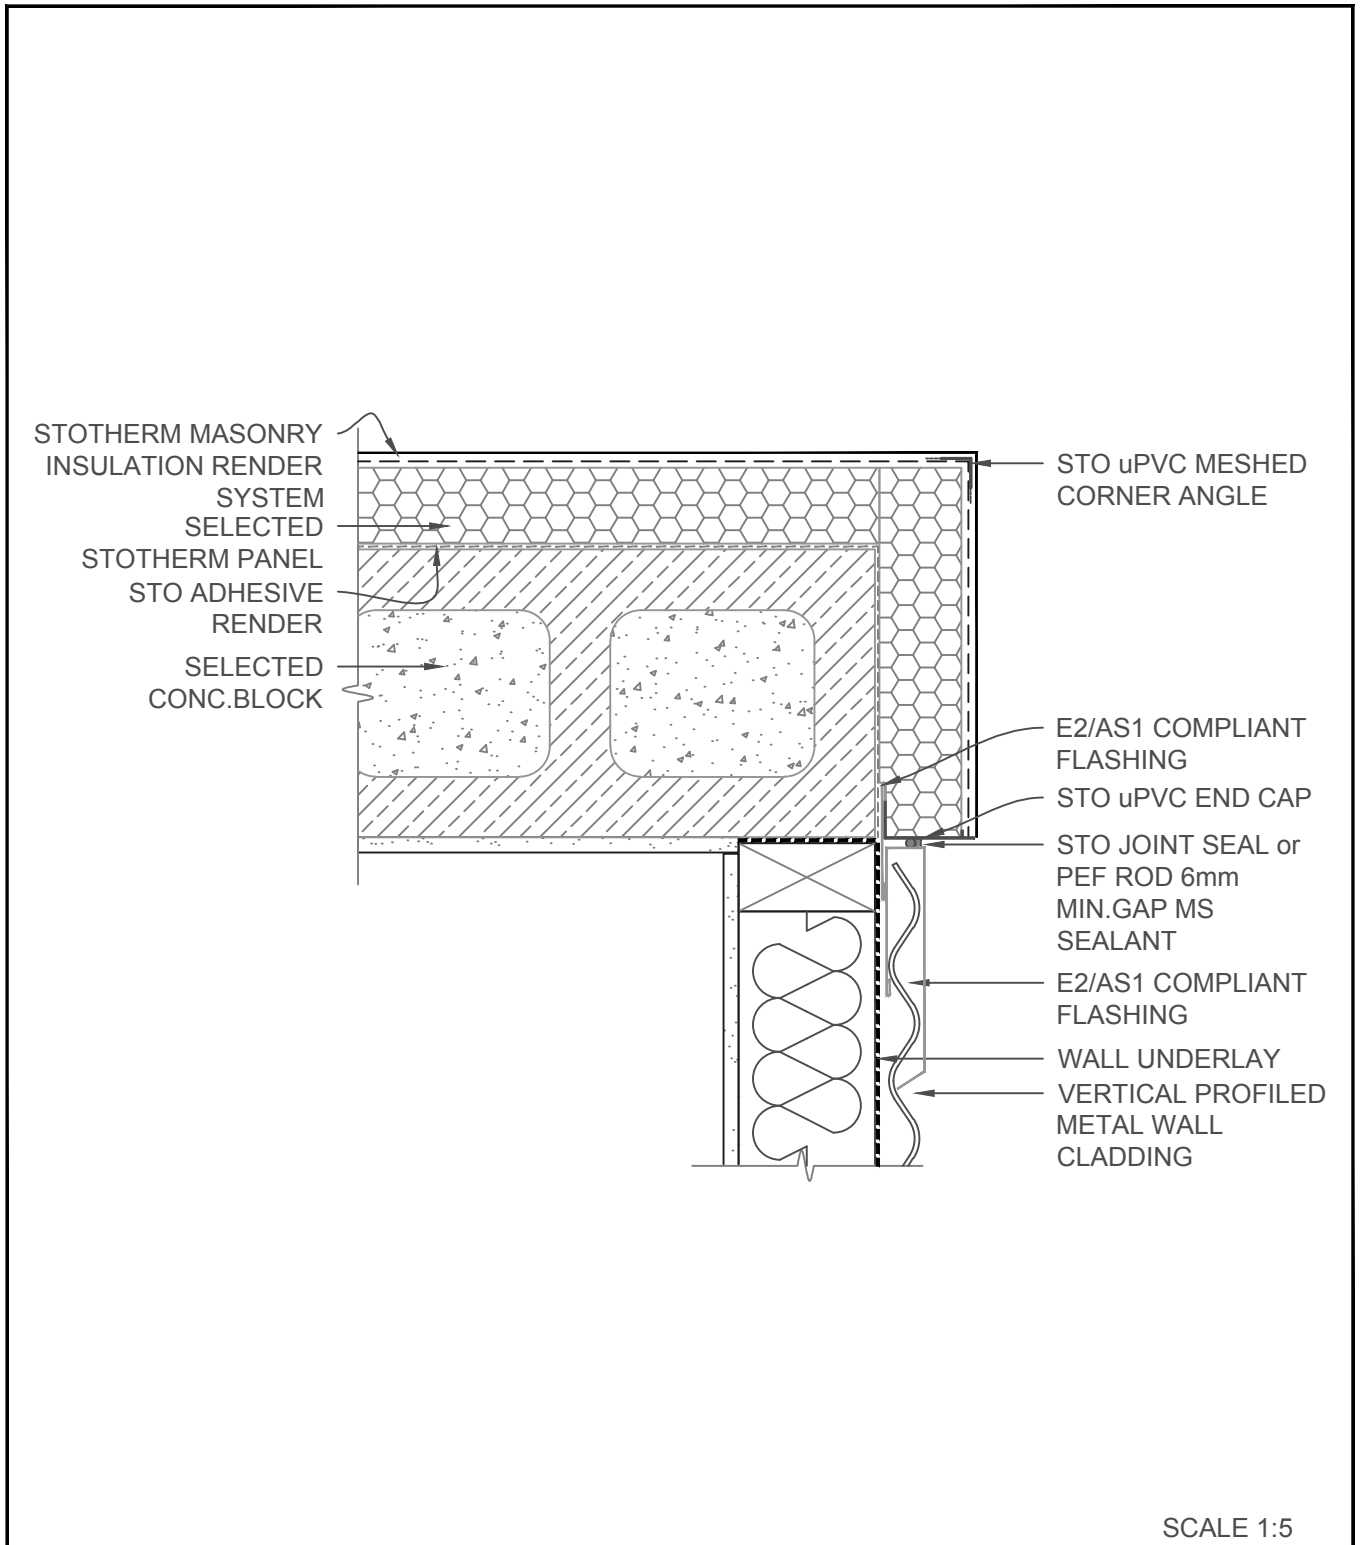 STOTHERM MASONRY
INSULATION RENDER
SYSTEM
SELECTED
STOTHERM PANEL
STO ADHESIVE
RENDER
SELECTED
CONC.BLOCK
STO uPVC MESHED
CORNER ANGLE
E2/AS1 COMPLIANT
FLASHING
STO uPVC END CAP
STO JOINT SEAL or
PEF ROD 6mm
MIN.GAP MS
SEALANT
E2/AS1 COMPLIANT
FLASHING
WALL UNDERLAY
VERTICAL PROFILED
METAL WALL
CLADDING
SCALE 1:5